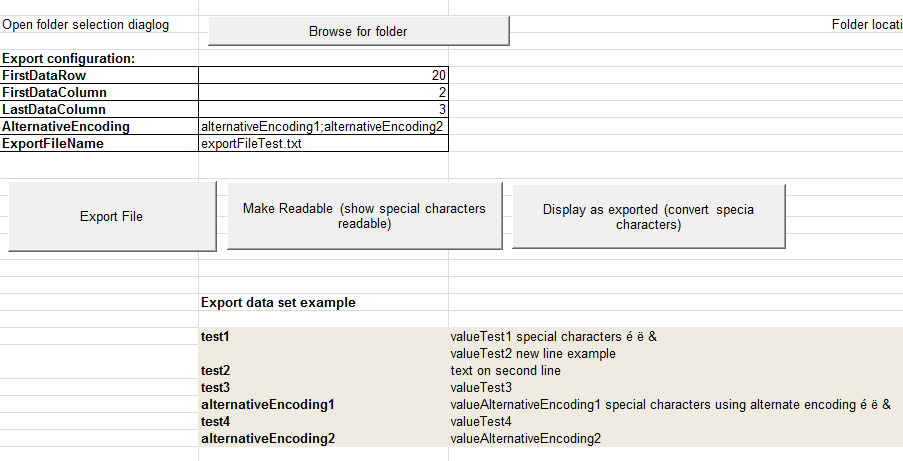 Open folder selection diaglog Browse for folder Folder locati
Export configuration:
FirstDataRow 20
FirstDataColumn 2
LastDataColumn 3
AlternativeEncoding alternativeEncoding1;alternativeEncoding2
ExportFileName exportFileTest.txt
Export File
Make Readable (show special characters
readable)
Display as exported (convert specia
characters)
Export data set example
test1 valueTest1 special characters é ë &
valueTest2 new line example
test2 text on second line
test3 valueTest3
alternativeEncoding1 valueAlternativeEncoding1 special characters using alternate encoding é ë &
test4 valueTest4
alternativeEncoding2 valueAlternativeEncoding2